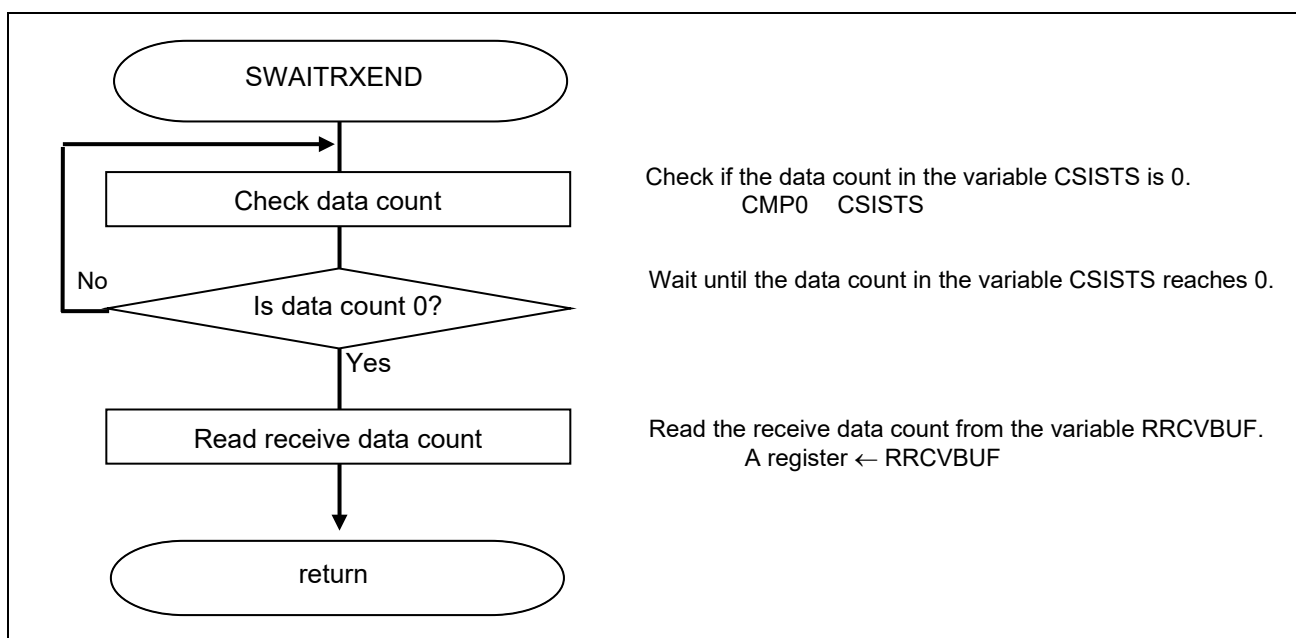 SWAITRXEND
Check data count
Check if the data count in the variable CSISTS is 0.
CMP0 CSISTS
No
Is data count 0?
Wait until the data count in the variable CSISTS reaches 0.
Yes
Read receive data count
Read the receive data count from the variable RRCVBUF.
A register ← RRCVBUF
return